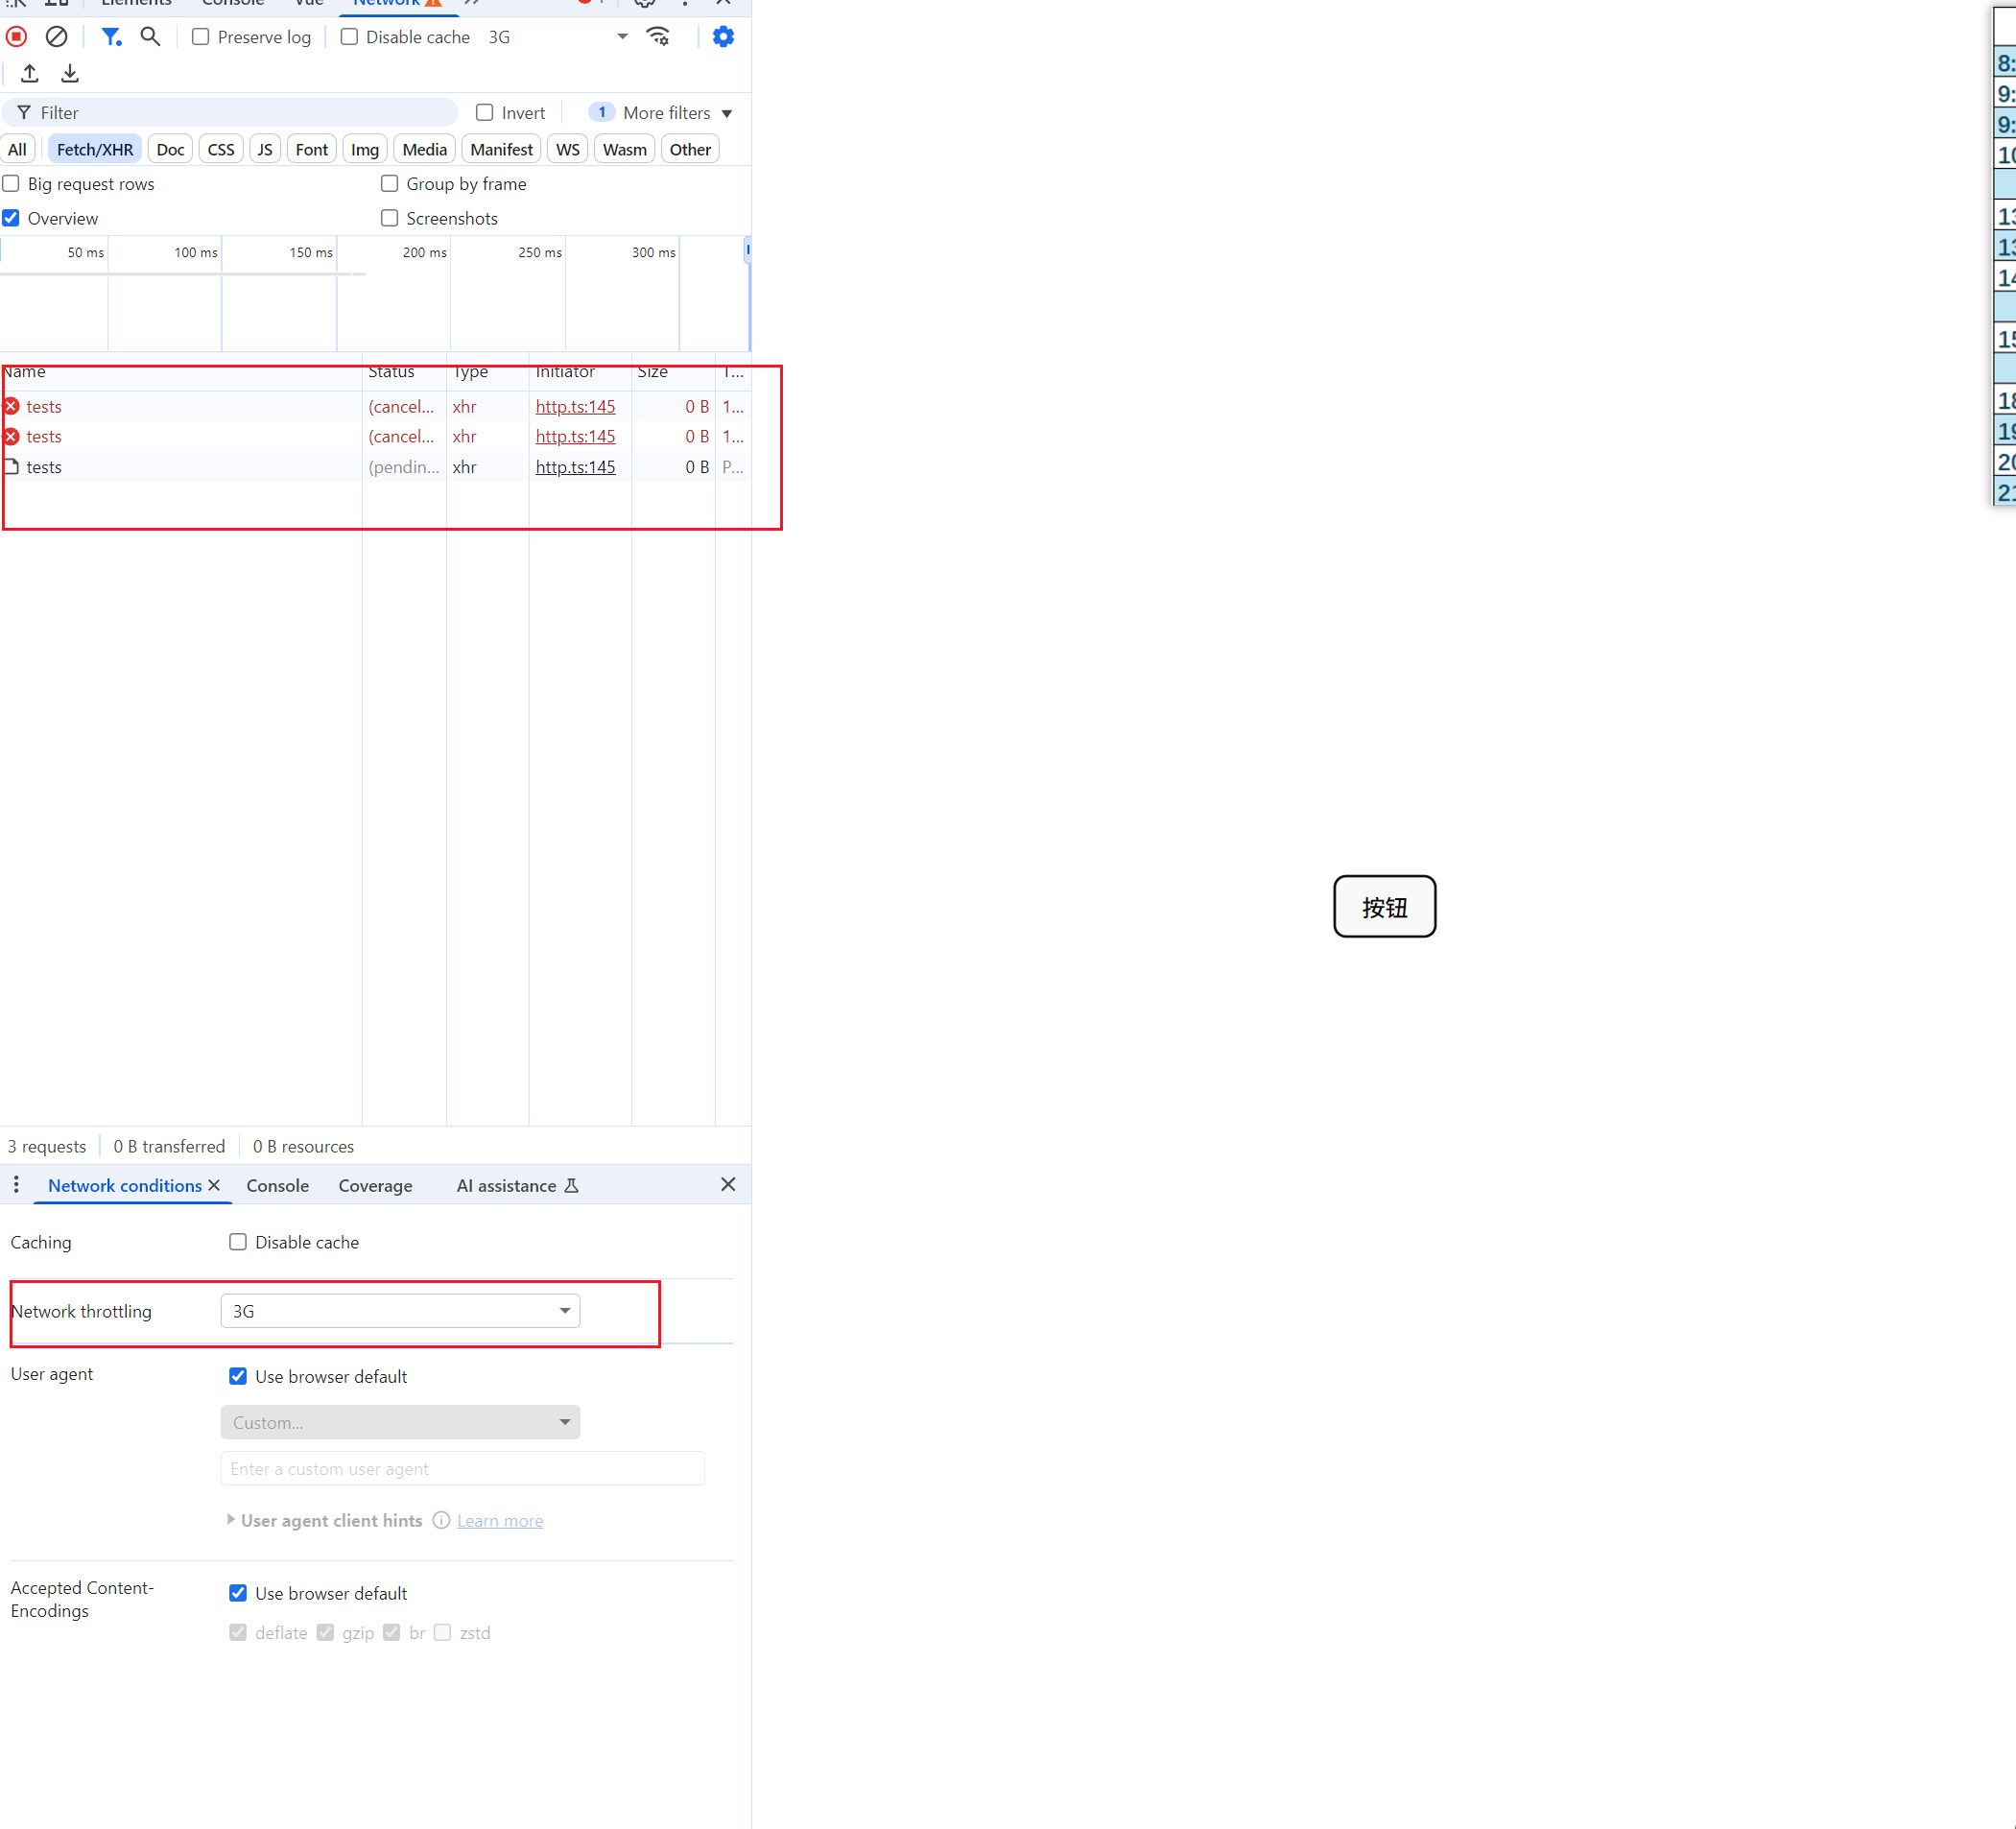 Elements Console Vue Network
Preserve log Disable cache 3G
Filter Invert 1 More filters
All Fetch/XHR Doc CSS JS Font Img Media Manifest WS Wasm Other
Big request rows Group by frame
Overview Screenshots
50 ms 100 ms 150 ms 200 ms 250 ms 300 ms
Name Status Type Initiator Size T...
tests (cancel... xhr http.ts:145 0 B 1...
tests (cancel... xhr http.ts:145 0 B 1...
tests (pendin... xhr http.ts:145 0 B P...
3 requests 0 B transferred 0 B resources
Network conditions Console Coverage AI assistance
Caching Disable cache
Network throttling 3G
User agent Use browser default
Custom...
Enter a custom user agent
User agent client hints Learn more
Accepted Content-
Encodings
Use browser default
deflate gzip br zstd
8:
9:
9:
10
13
13
14
15
18
19
20
21
按钮